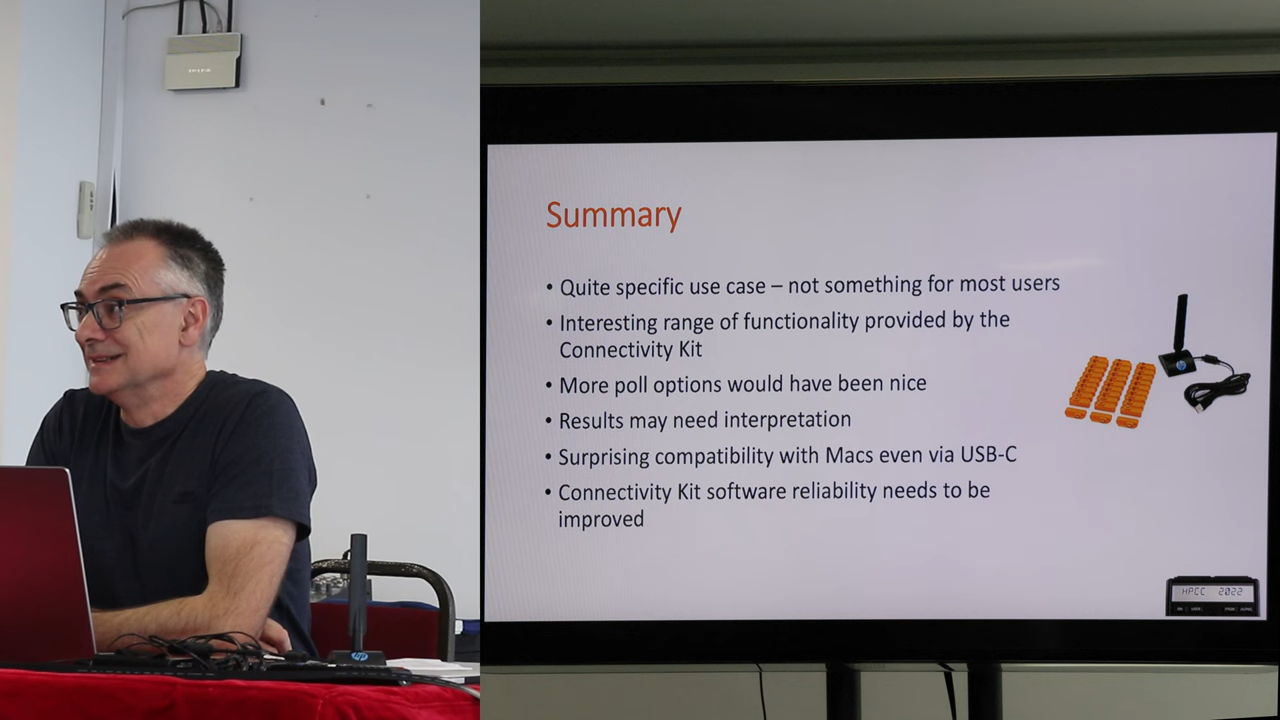 Summary
• Quite specific use case – not something for most users
• Interesting range of functionality provided by the
Connectivity Kit
• More poll options would have been nice
• Results may need interpretation
• Surprising compatibility with Macs even via USB-C
• Connectivity Kit software reliability needs to be
improved
HPCC 2022
hp